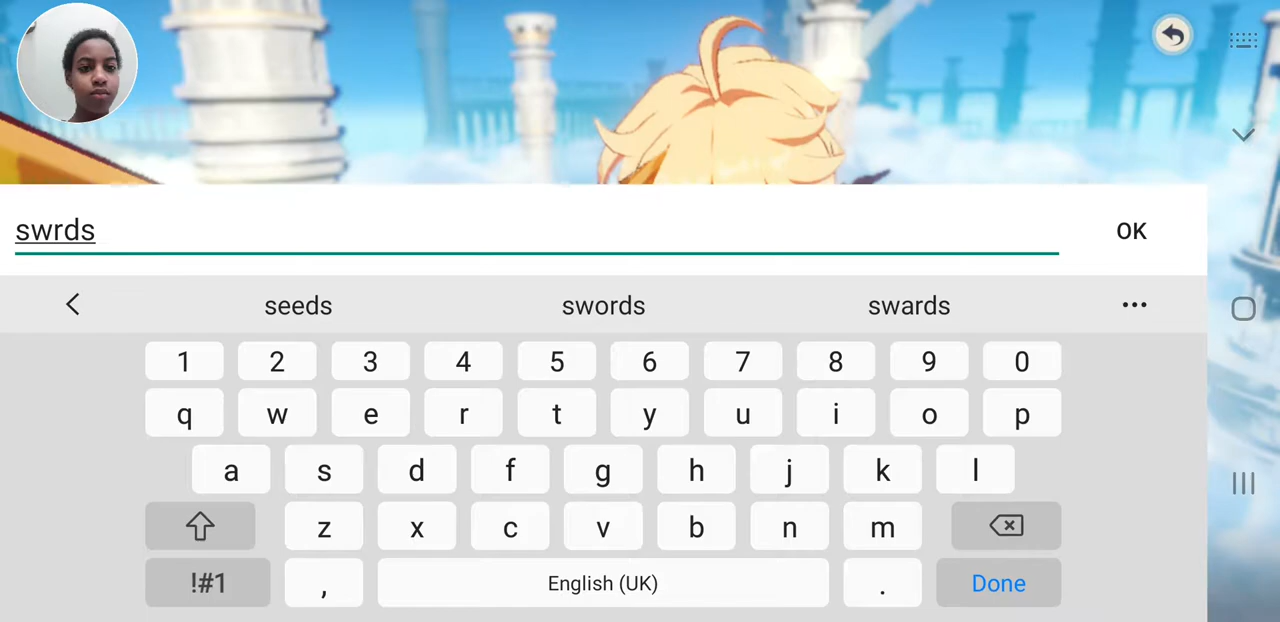 swrds
OK
seeds swords swards
1 2 3 4 5 6 7 8 9 0
q w e r t y u i o p
a s d f g h j k l
z x c v b n m
!#1 , English (UK) . Done